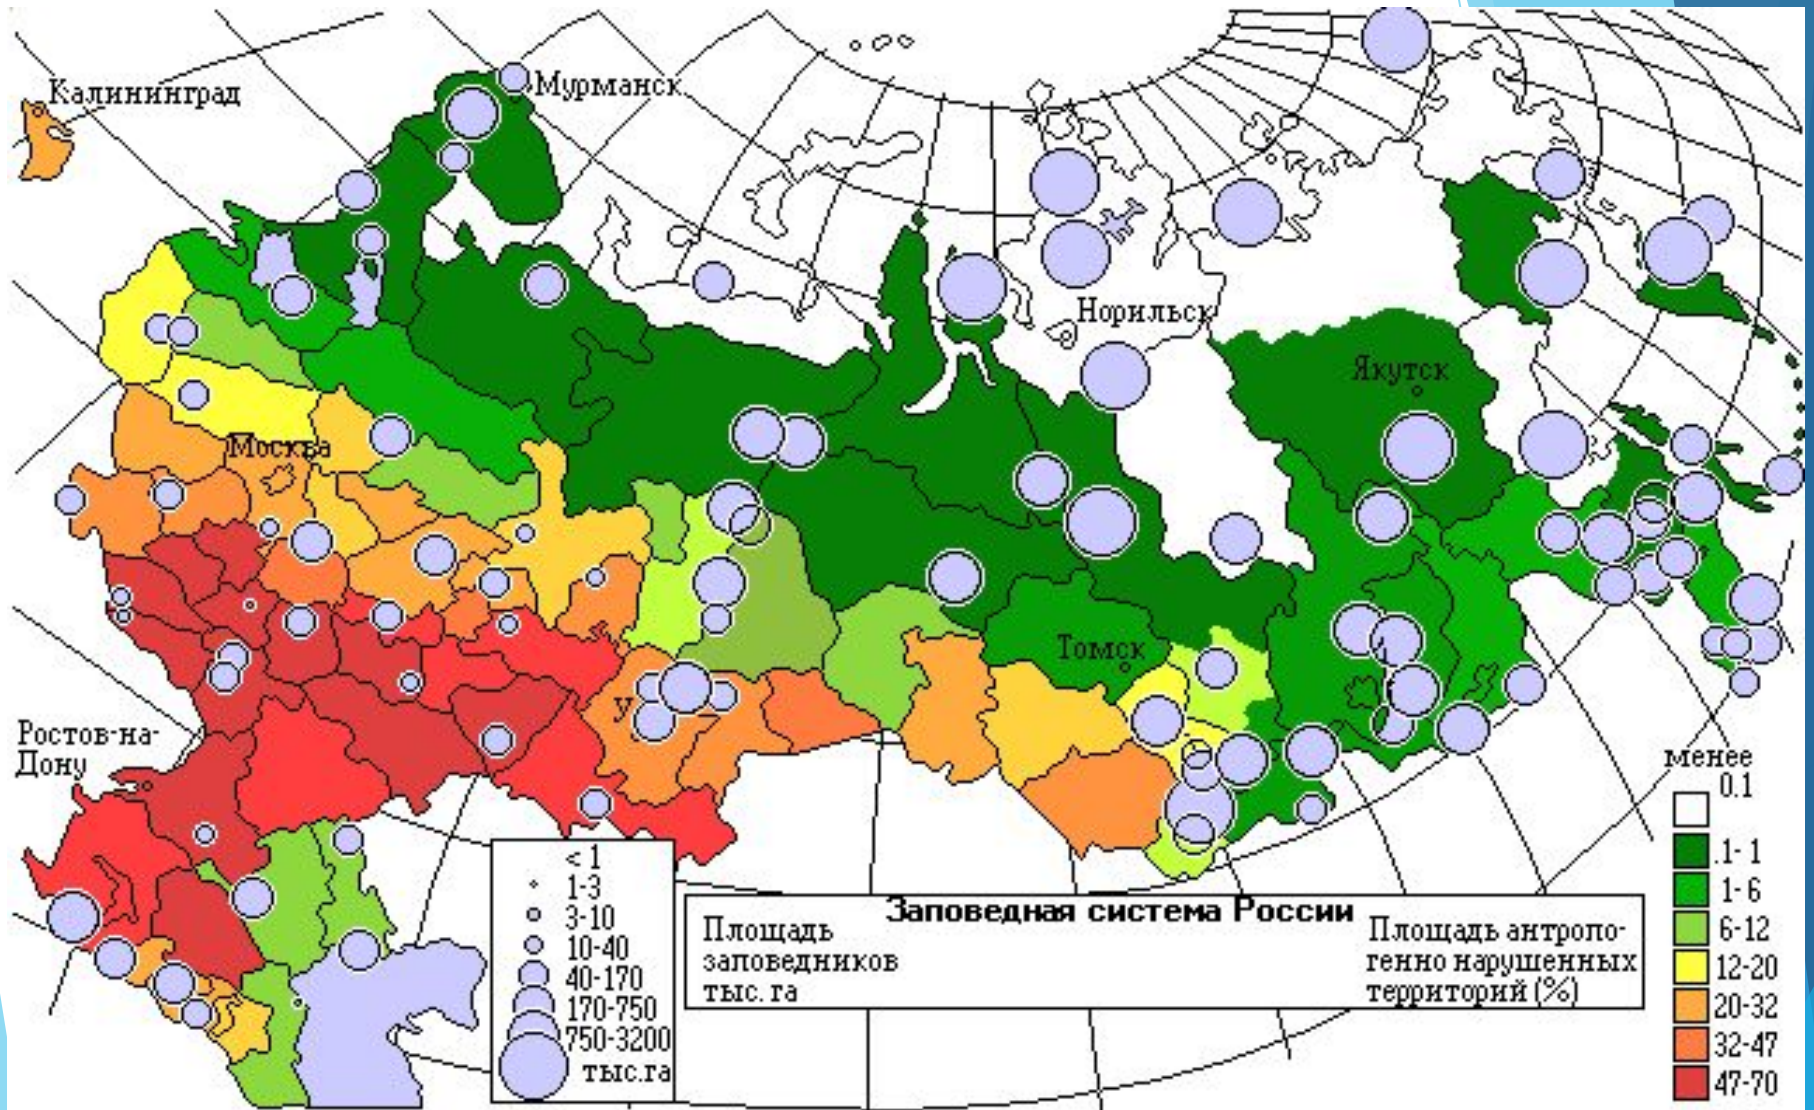 Калининград
Мурманск
Норильск
Якутск
Москва
Томск
У
Ростов-на-
Дону
< 1
1-3
3-10
10-40
40-170
170-750
750-3200
тыс.га
Заповедная система России
Площадь
заповедников
тыс. га
Площадь антропо-
генно нарушенных
территорий (%)
менее
0.1
.1- 1
1-6
6-12
12-20
20-32
32-47
47-70